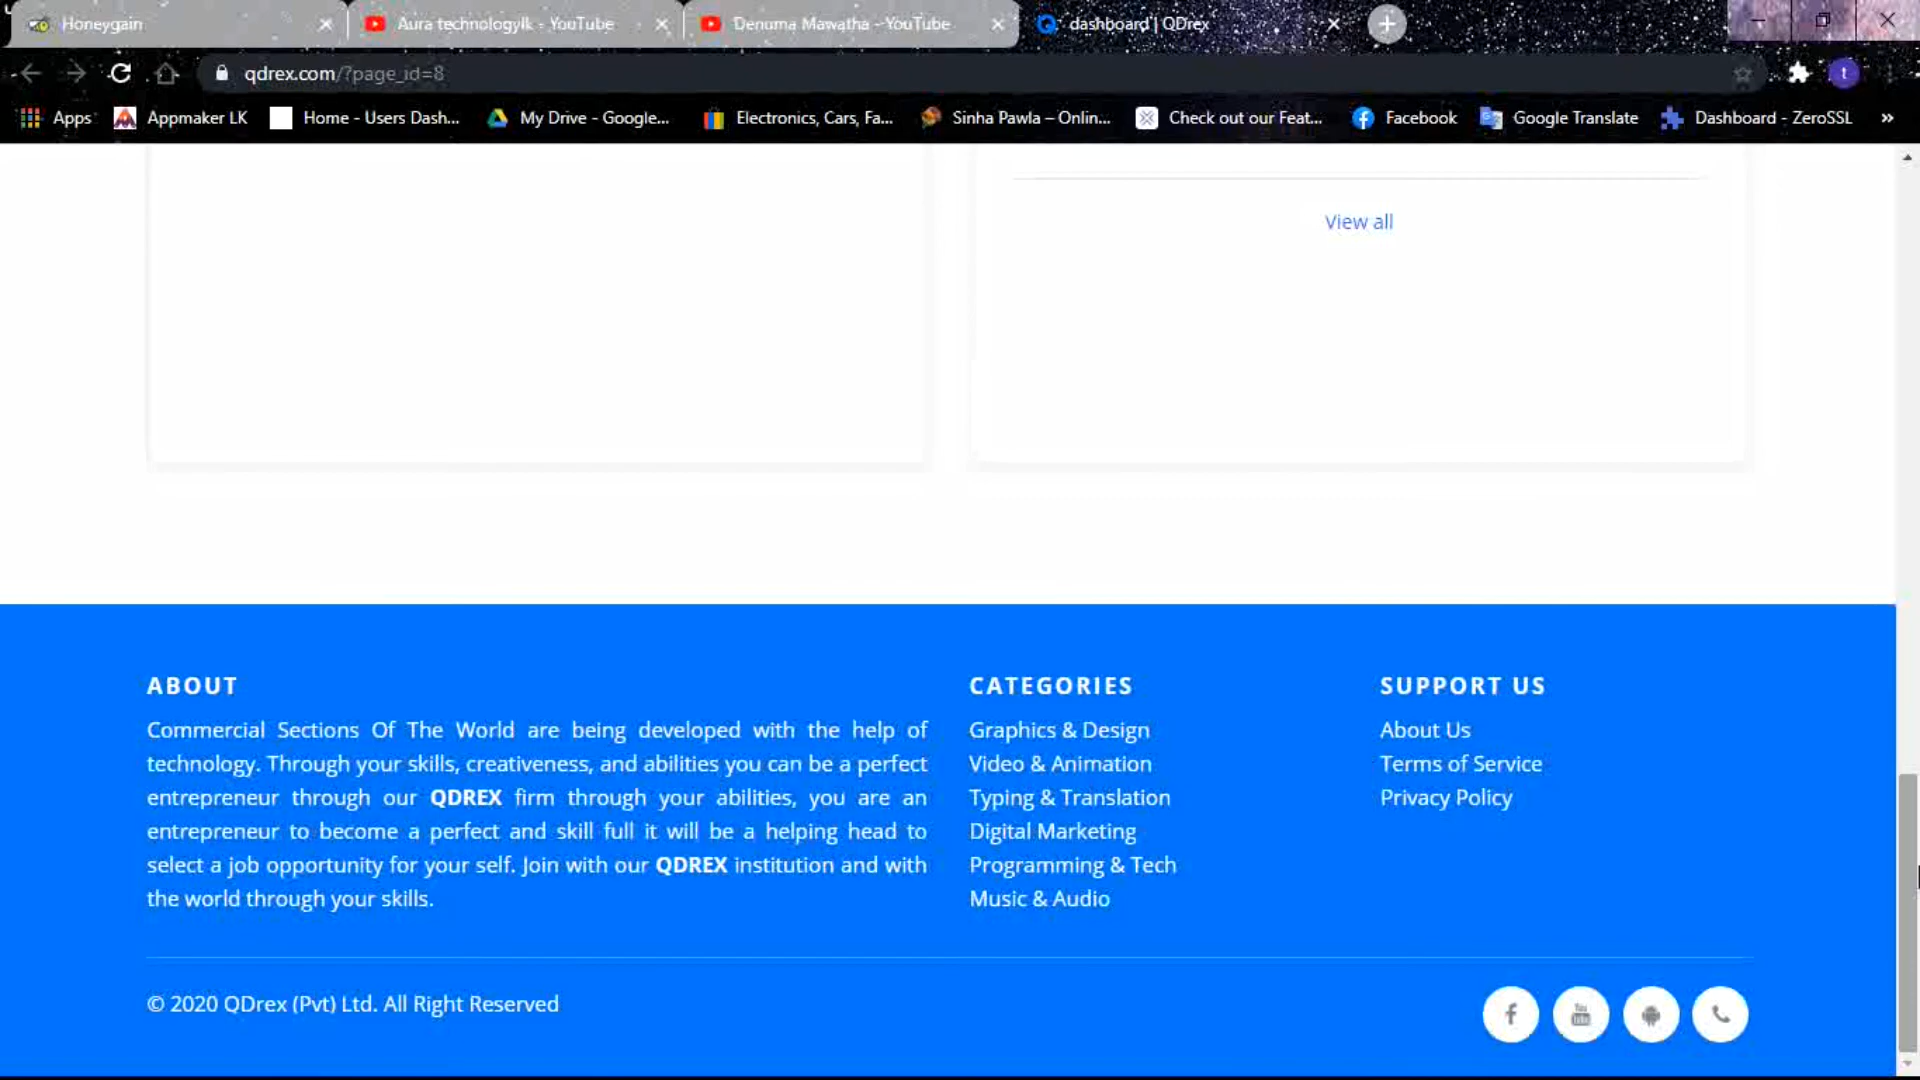 Honeygain
Aura technologylk - YouTube
Denuma Mawatha - YouTube
dashboard | QDrex
qdrex.com/?page_id=8
t
Apps
Appmaker LK
Home - Users Dash...
My Drive - Google...
Electronics, Cars, Fa...
Sinha Pawla – Onlin...
Check out our Feat...
Facebook
Google Translate
Dashboard - ZeroSSL
»
View all
ABOUT
Commercial Sections Of The World are being developed with the help of
technology. Through your skills, creativeness, and abilities you can be a perfect
entrepreneur through our QDREX firm through your abilities, you are an
entrepreneur to become a perfect and skill full it will be a helping head to
select a job opportunity for your self. Join with our QDREX institution and with
the world through your skills.
CATEGORIES
Graphics & Design
Video & Animation
Typing & Translation
Digital Marketing
Programming & Tech
Music & Audio
SUPPORT US
About Us
Terms of Service
Privacy Policy
© 2020 QDrex (Pvt) Ltd. All Right Reserved
You
Tube